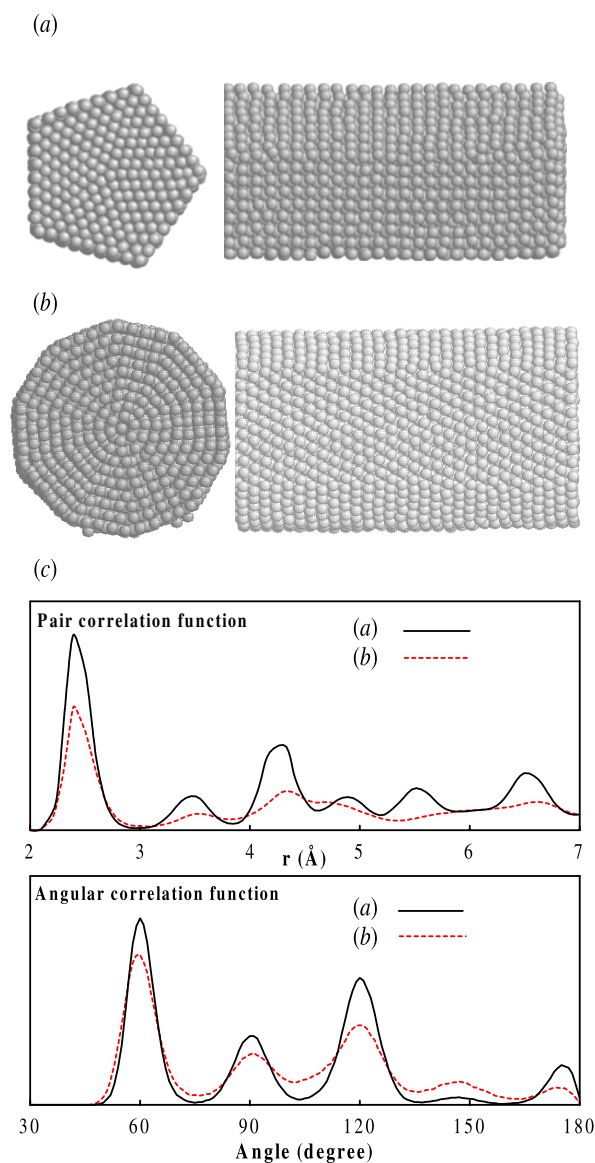 (a)
(b)
(c)
Pair correlation function
(a)
(b)
2 3 4 5 6 7
r (Å)
Angular correlation function
(a)
(b)
30 60 90 120 150 180
Angle (degree)